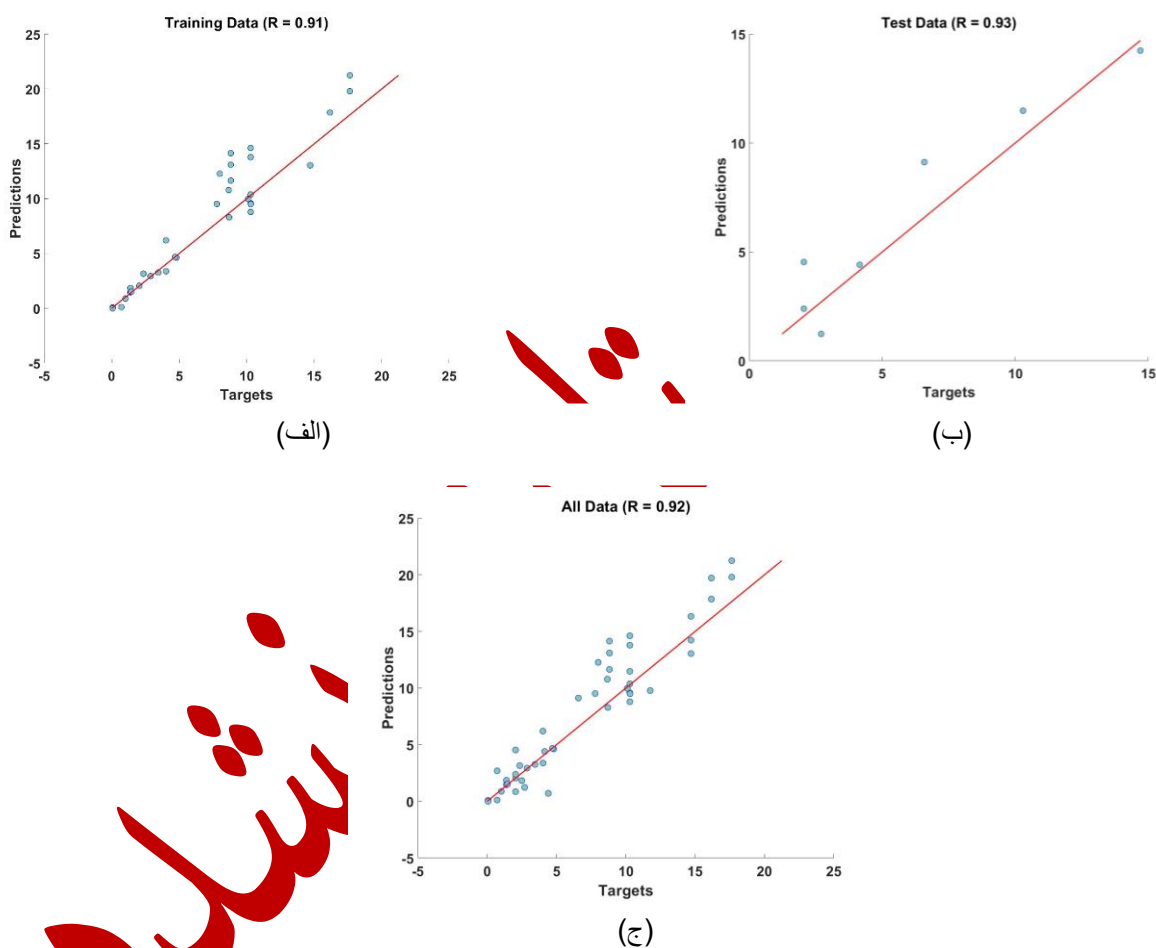 Training Data (R = 0.91)
25
20
15
10
5
0
-5
Predictions
-5 0 5 10 15 20 25
Targets
(الف)
Test Data (R = 0.93)
15
10
5
0
Predictions
0 5 10 15
Targets
(ب)
All Data (R = 0.92)
25
20
15
10
5
0
-5
Predictions
-5 0 5 10 15 20 25
Targets
(ج)